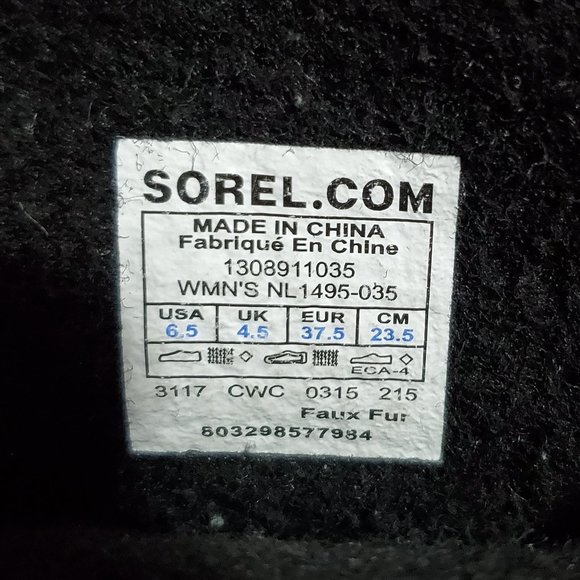 SOREL.COM
MADE IN CHINA
Fabriqué En Chine
1308911035
WMN'S NL1495-035
USA UK EUR CM
6.5 4.5 37.5 23.5
ECA-4
3117 CWC 0315 215
Faux Fur
803298577984